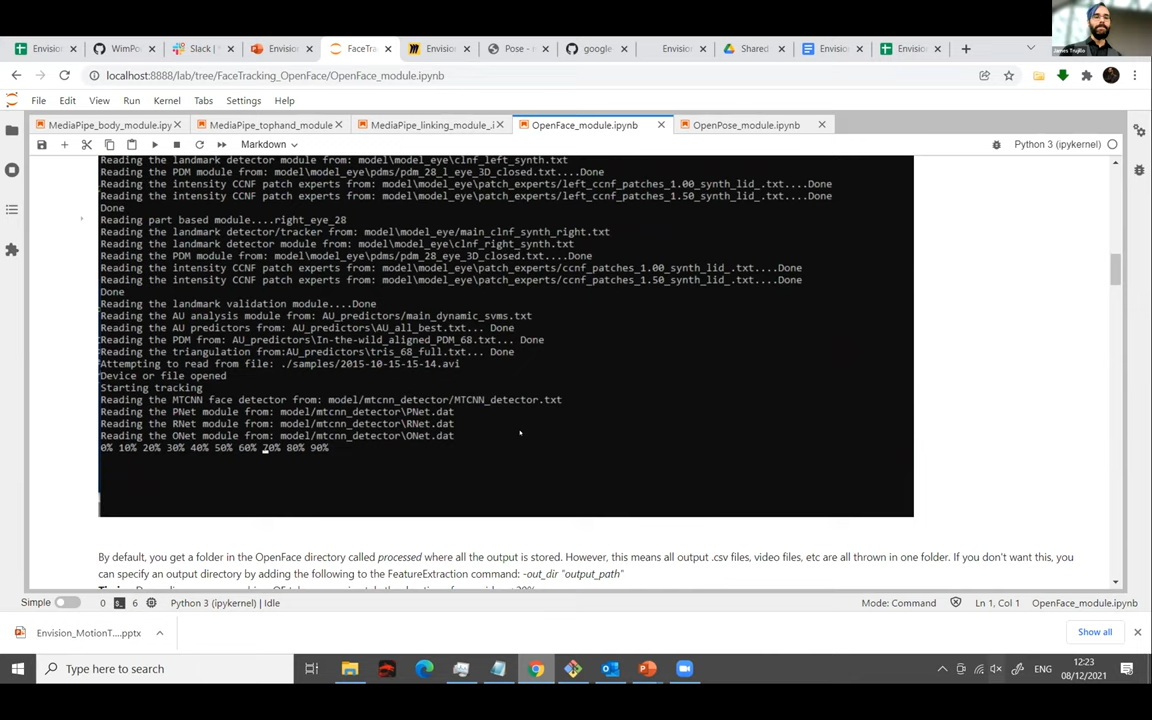 James Trujillo
Envision
WimPo
Slack |
Envision
FaceTra
Envision
Pose -
google
Envision
Shared
Envision
Envision
localhost:8888/lab/tree/FaceTracking_OpenFace/OpenFace_module.ipynb
File Edit View Run Kernel Tabs Settings Help
MediaPipe_body_module.ipy
MediaPipe_tophand_module
MediaPipe_linking_module_.i
OpenFace_module.ipynb
OpenPose_module.ipynb
Markdown
Python 3 (ipykernel)
Reading the landmark detector module from: model\model_eye\clnf_left_synth.txt
Reading the PDM module from: model\model_eye\pdms/pdm_28_l_eye_3D_closed.txt....Done
Reading the intensity CCNF patch experts from: model\model_eye\patch_experts/left_ccnf_patches_1.00_synth_lid_.txt....Done
Reading the intensity CCNF patch experts from: model\model_eye\patch_experts/left_ccnf_patches_1.50_synth_lid_.txt....Done
Done
Reading part based module....right_eye_28
Reading the landmark detector/tracker from: model\model_eye/main_clnf_synth_right.txt
Reading the landmark detector module from: model\model_eye\clnf_right_synth.txt
Reading the PDM module from: model\model_eye\pdms/pdm_28_eye_3D_closed.txt....Done
Reading the intensity CCNF patch experts from: model\model_eye\patch_experts/ccnf_patches_1.00_synth_lid_.txt....Done
Reading the intensity CCNF patch experts from: model\model_eye\patch_experts/ccnf_patches_1.50_synth_lid_.txt....Done
Done
Reading the landmark validation module....Done
Reading the AU analysis module from: AU_predictors/main_dynamic_svms.txt
Reading the AU predictors from: AU_predictors\AU_all_best.txt... Done
Reading the PDM from: AU_predictors\In-the-wild_aligned_PDM_68.txt... Done
Reading the triangulation from:AU_predictors\tris_68_full.txt... Done
Attempting to read from file: ./samples/2015-10-15-15-14.avi
Device or file opened
Starting tracking
Reading the MTCNN face detector from: model/mtcnn_detector/MTCNN_detector.txt
Reading the PNet module from: model/mtcnn_detector\PNet.dat
Reading the RNet module from: model/mtcnn_detector\RNet.dat
Reading the ONet module from: model/mtcnn_detector\ONet.dat
0% 10% 20% 30% 40% 50% 60% 70% 80% 90%
By default, you get a folder in the OpenFace directory called processed where all the output is stored. However, this means all output .csv files, video files, etc are all thrown in one folder. If you don't want this, you
can specify an output directory by adding the following to the FeatureExtraction command: -out_dir "output_path"
Simple 0 6 Python 3 (ipykernel) | Idle
Mode: Command Ln 1, Col 1 OpenFace_module.ipynb
Envision_MotionT....pptx
Show all
Type here to search
ENG
12:23
08/12/2021